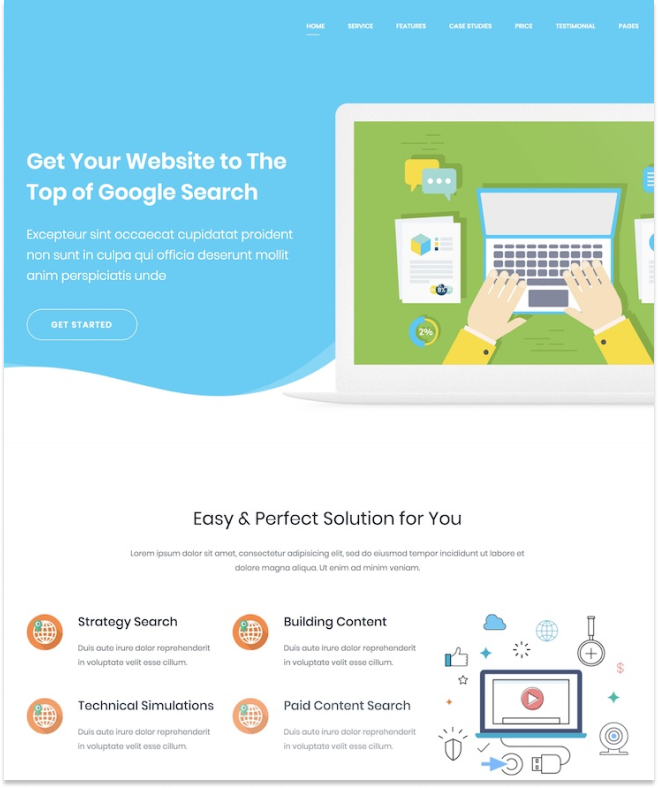 HOME SERVICE FEATURES CASE STUDIES PRICE TESTIMONIAL PAGES
Get Your Website to The
Top of Google Search
Excepteur sint occaecat cupidatat proident
non sunt in culpa qui officia deserunt mollit
anim perspiciatis unde
GET STARTED
2%
Easy & Perfect Solution for You
Lorem ipsum dolor sit amet, consectetur adipisicing elit, sed do eiusmod tempor incididunt ut labore et
dolore magna aliqua. Ut enim ad minim veniam.
Strategy Search
Duis aute irure dolor reprehenderit
in voluptate velit esse cillum.
Building Content
Duis aute irure dolor reprehenderit
in voluptate velit esse cillum.
Technical Simulations
Duis aute irure dolor reprehenderit
in voluptate velit esse cillum.
Paid Content Search
Duis aute irure dolor reprehenderit
in voluptate velit esse cillum.
$